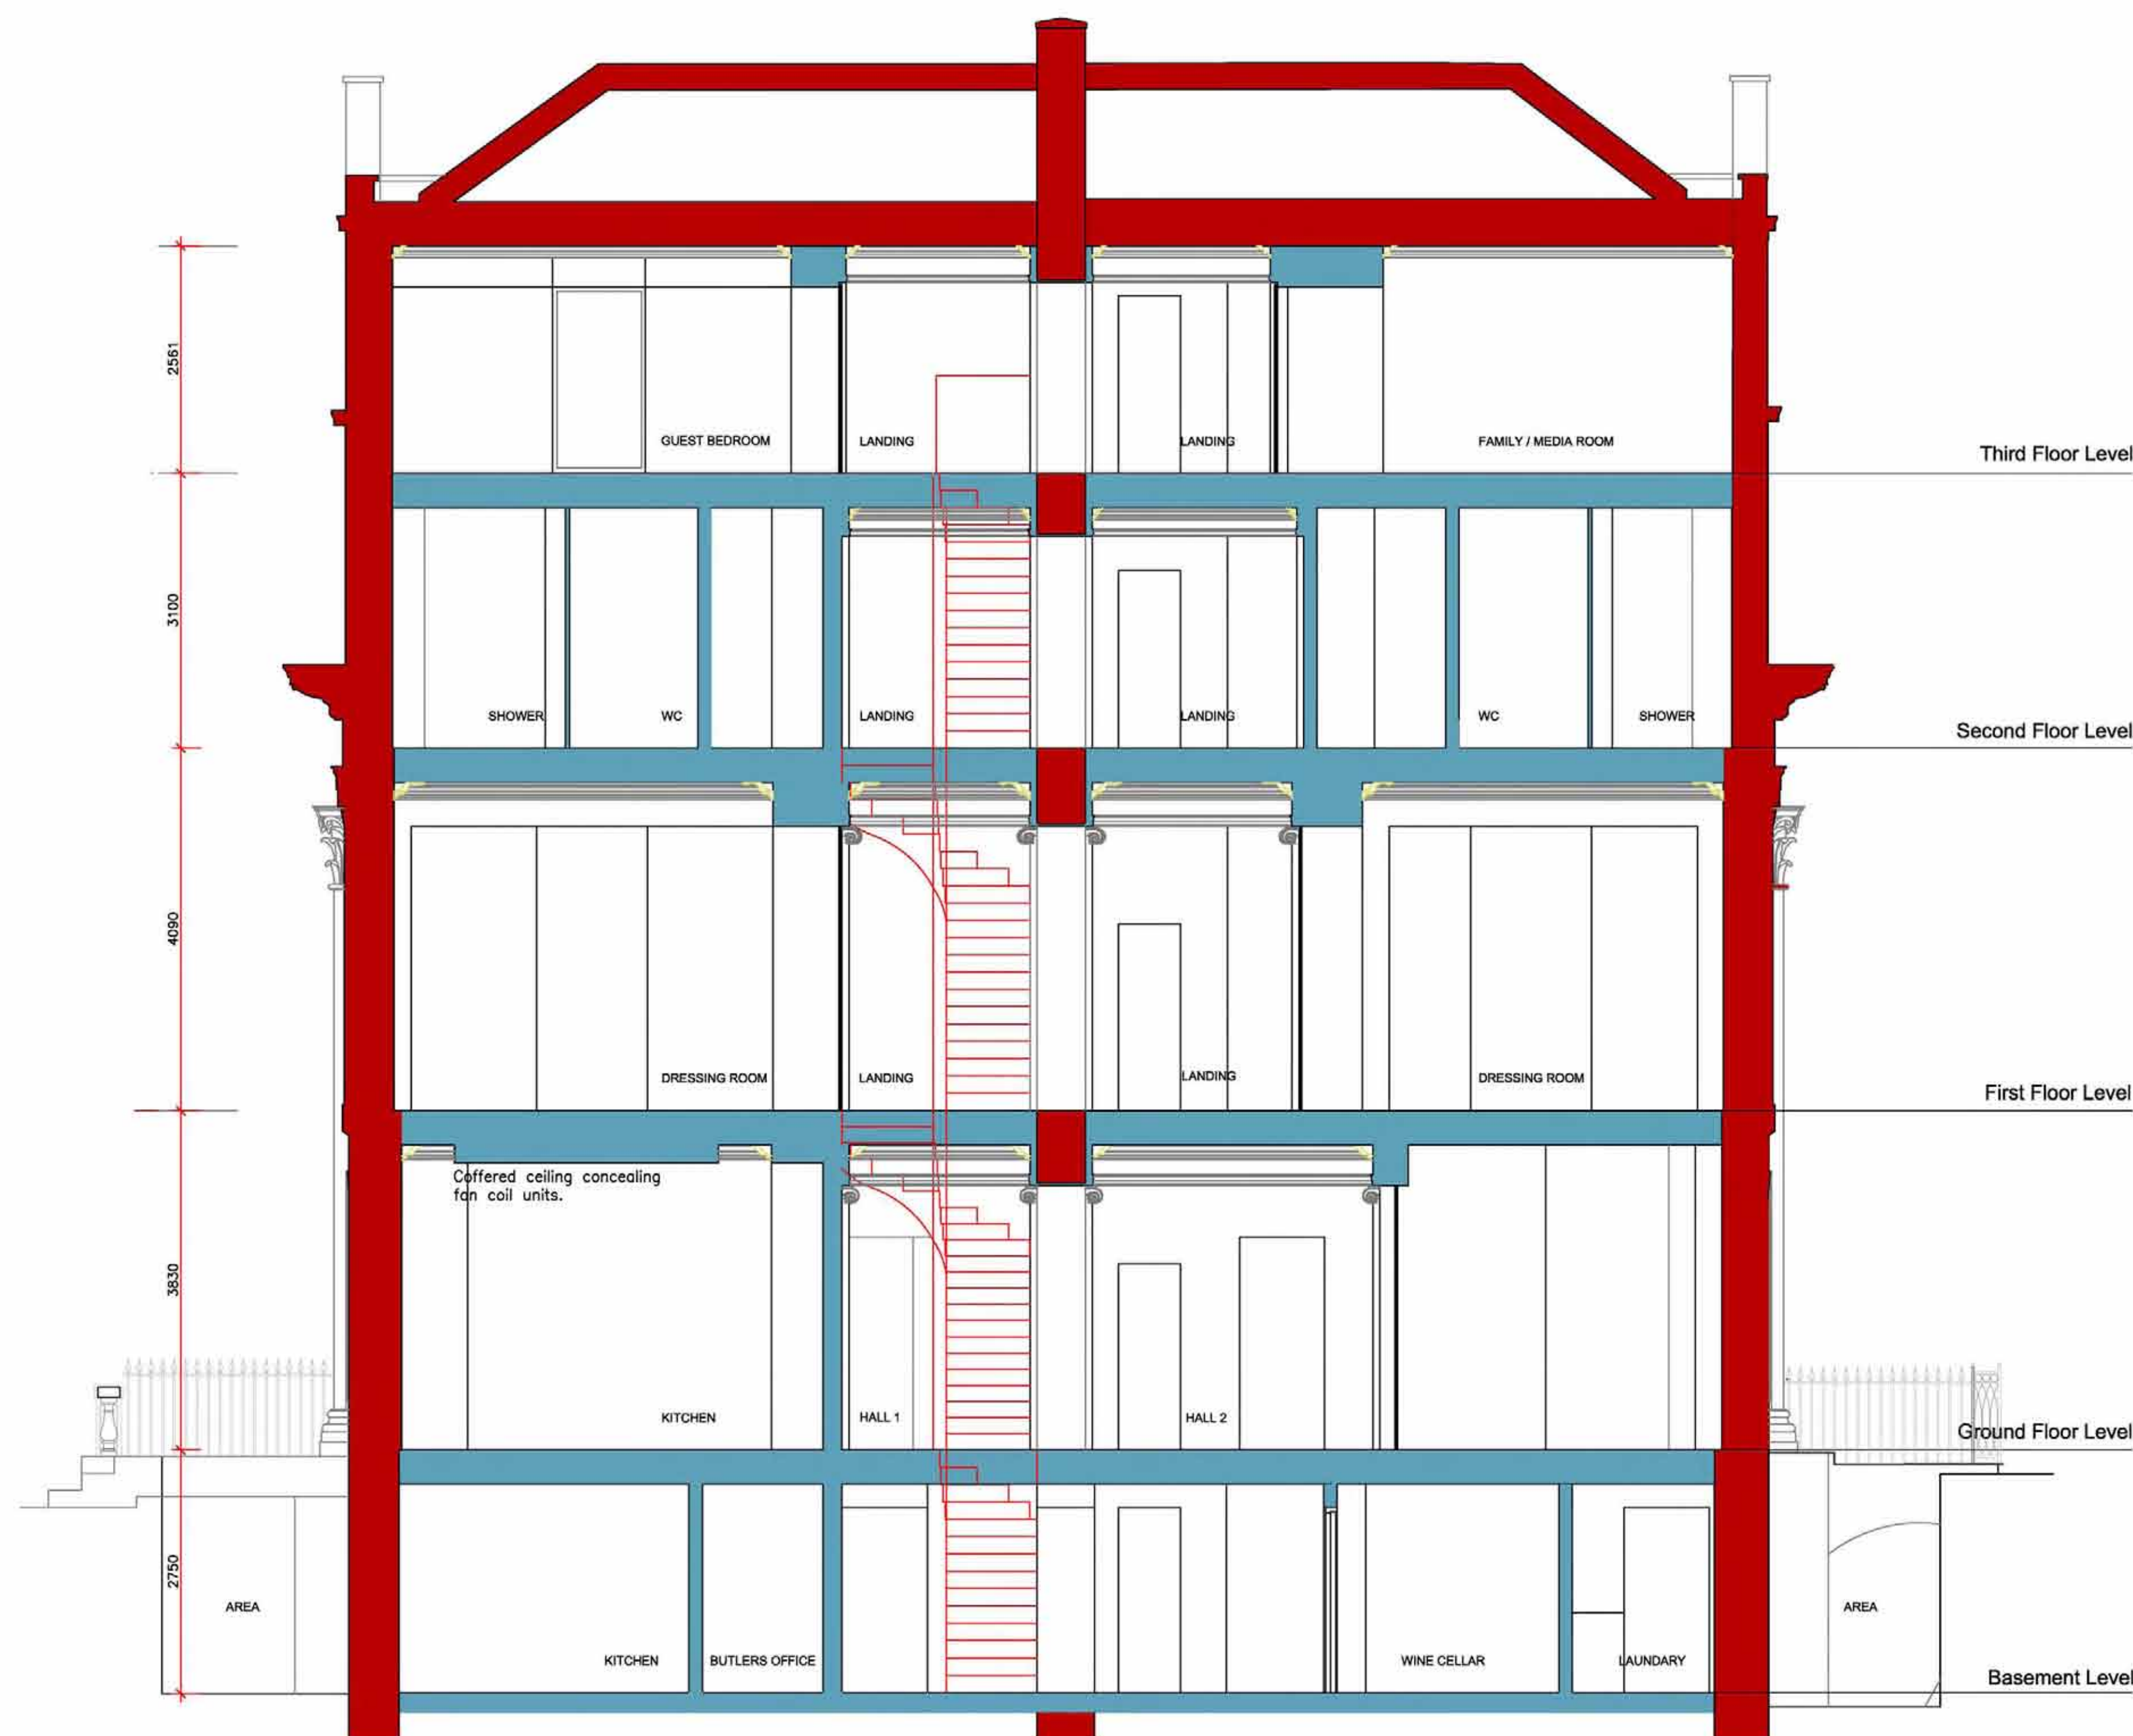 2561
GUEST BEDROOM
LANDING
LANDING
FAMILY / MEDIA ROOM
Third Floor Level
3100
SHOWER
WC
LANDING
LANDING
WC
SHOWER
Second Floor Level
4090
DRESSING ROOM
LANDING
LANDING
DRESSING ROOM
First Floor Level
Coffered ceiling concealing
fan coil units.
3830
KITCHEN
HALL 1
HALL 2
Ground Floor Level
2750
AREA
AREA
KITCHEN
BUTLERS OFFICE
WINE CELLAR
LAUNDARY
Basement Level